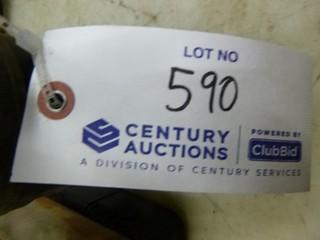 LOT NO
590
CENTURY
AUCTIONS
POWERED BY
ClubBid
A DIVISION OF CENTURY SERVICES